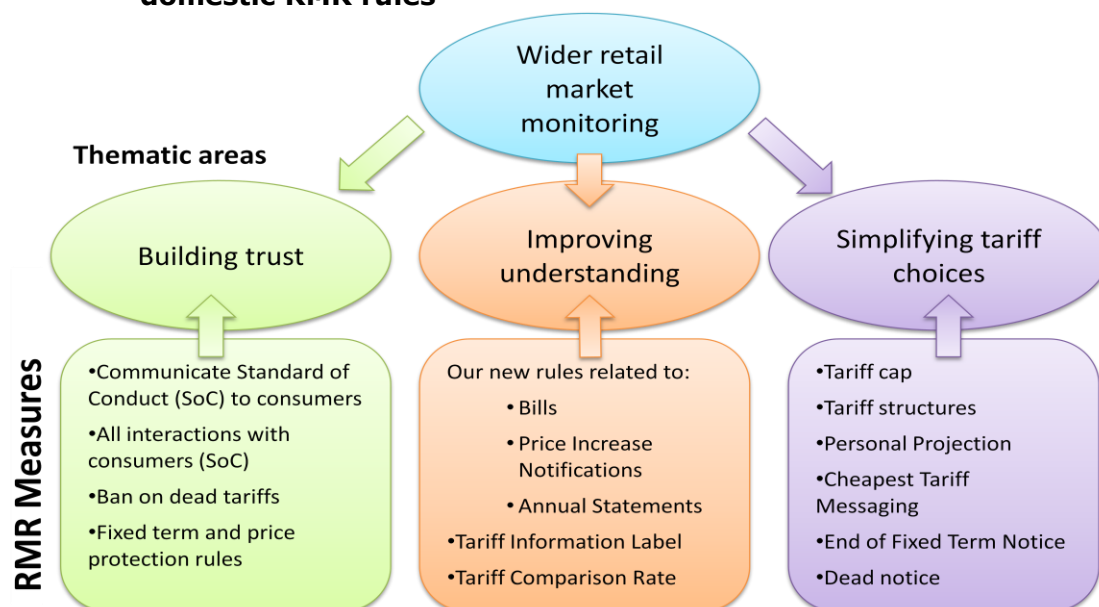 domestic RMR rules
Wider retail
market
monitoring
Thematic areas
Building trust
Improving
understanding
Simplifying tariff
choices
RMR Measures
•Communicate Standard of
Conduct (SoC) to consumers
•All interactions with
consumers (SoC)
•Ban on dead tariffs
•Fixed term and price
protection rules
Our new rules related to:
• Bills
• Price Increase
Notifications
• Annual Statements
•Tariff Information Label
•Tariff Comparison Rate
•Tariff cap
•Tariff structures
•Personal Projection
•Cheapest Tariff
Messaging
•End of Fixed Term Notice
•Dead notice